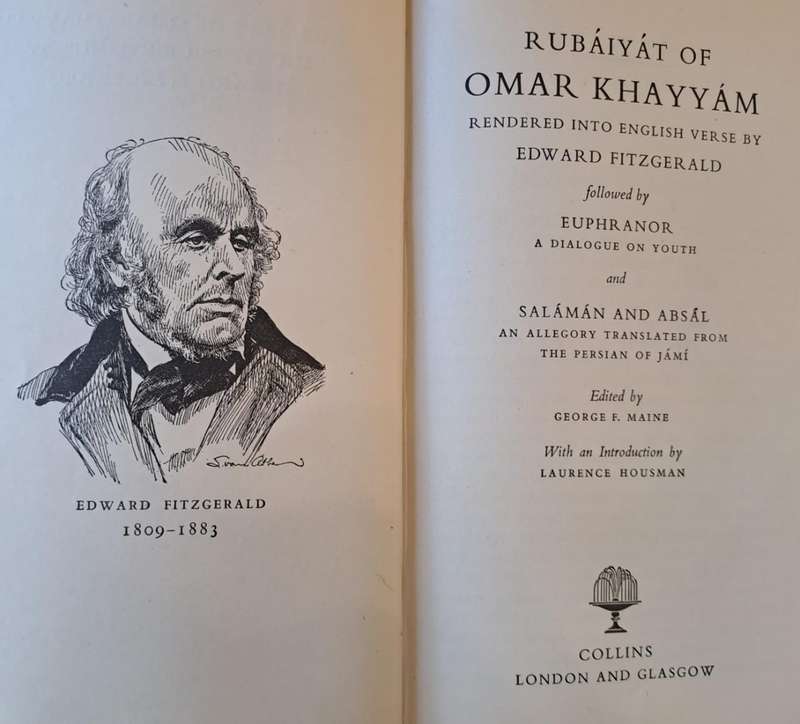 EDWARD FITZGERALD
1809–1883
RUBÁIYÁT OF
OMAR KHAYYÁM
RENDERED INTO ENGLISH VERSE BY
EDWARD FITZGERALD
followed by
EUPHRANOR
A DIALOGUE ON YOUTH
and
SALÁMÁN AND ABSÁL
AN ALLEGORY TRANSLATED FROM
THE PERSIAN OF JÁMÍ
Edited by
GEORGE F. MAINE
With an Introduction by
LAURENCE HOUSMAN
COLLINS
LONDON AND GLASGOW